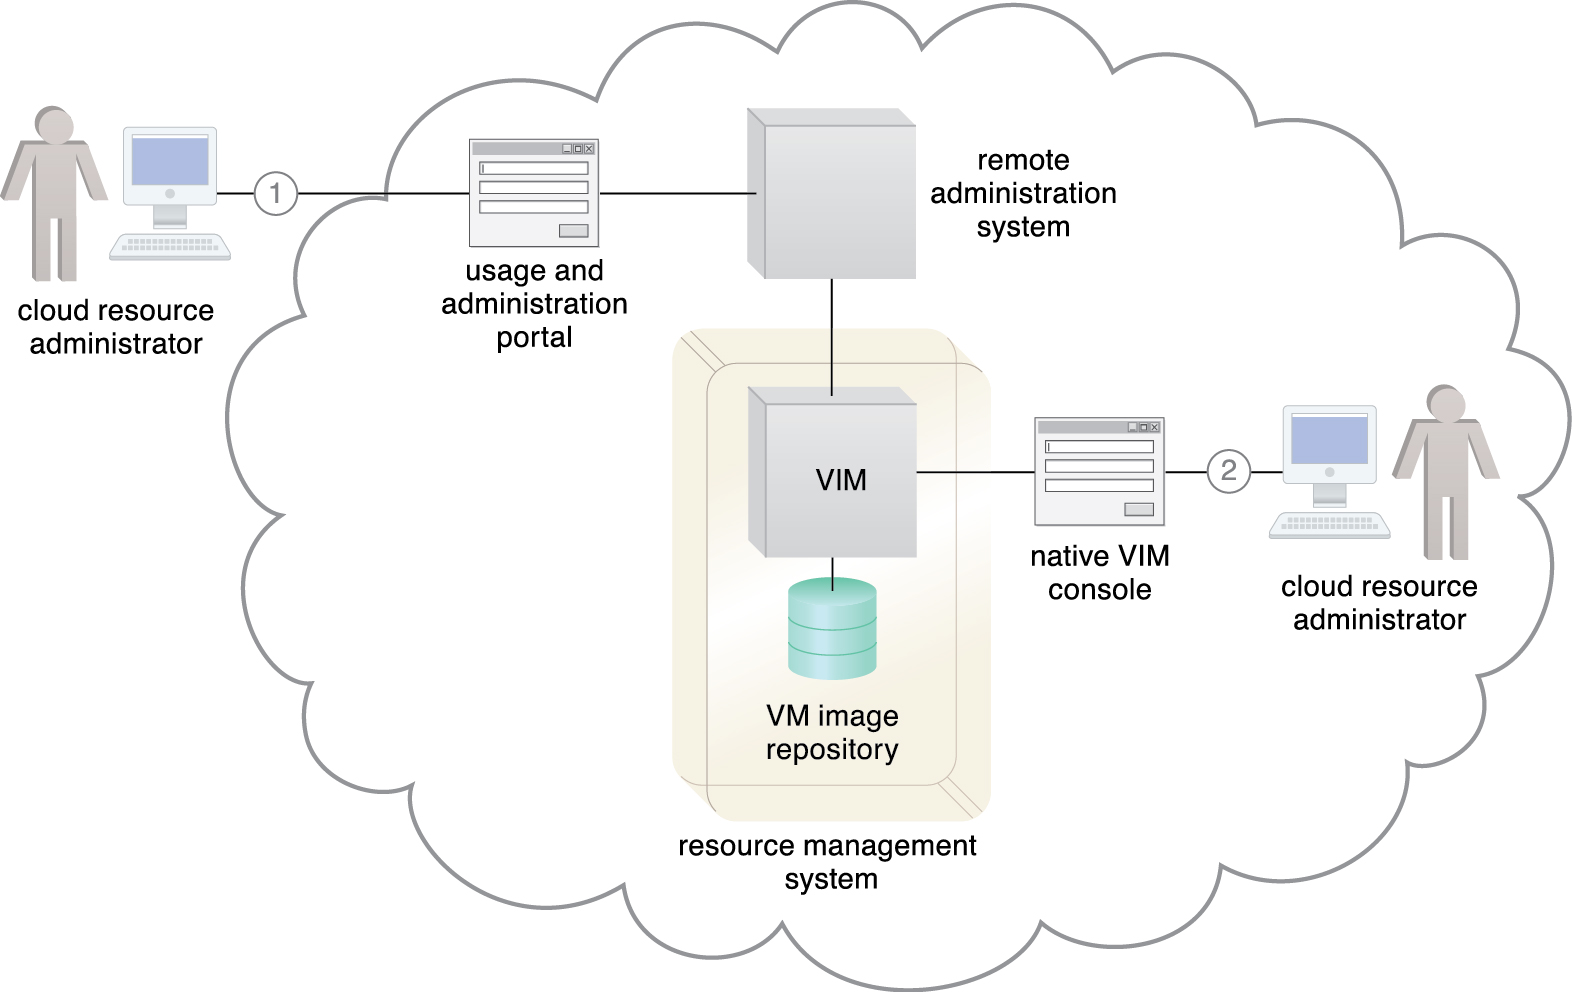 1
cloud resource
administrator
usage and
administration
portal
remote
administration
system
VIM
VM image
repository
resource management
system
native VIM
console
2
cloud resource
administrator